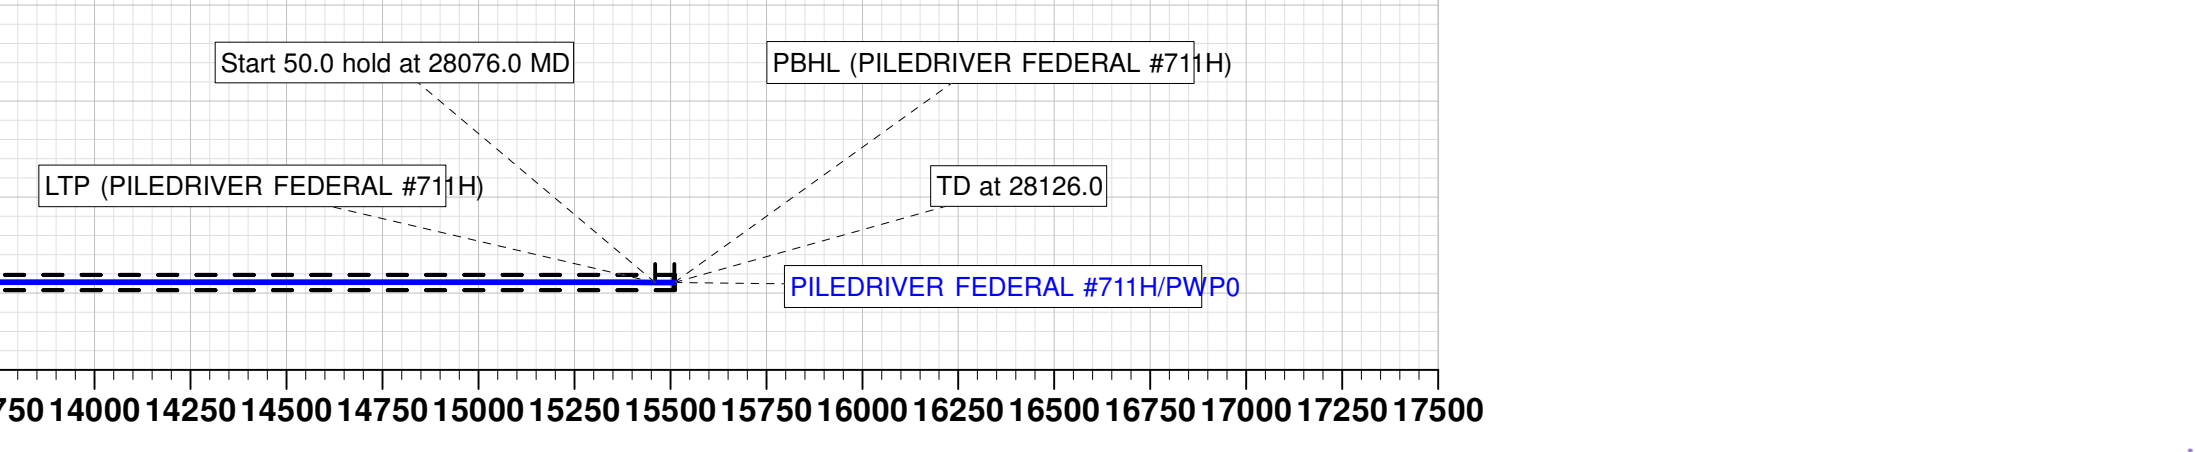 Start 50.0 hold at 28076.0 MD
PBHL (PILEDRIVER FEDERAL #711H)
LTP (PILEDRIVER FEDERAL #711H)
TD at 28126.0
PILEDRIVER FEDERAL #711H/PWP0
750 14000 14250 14500 14750 15000 15250 15500 15750 16000 16250 16500 16750 17000 17250 17500